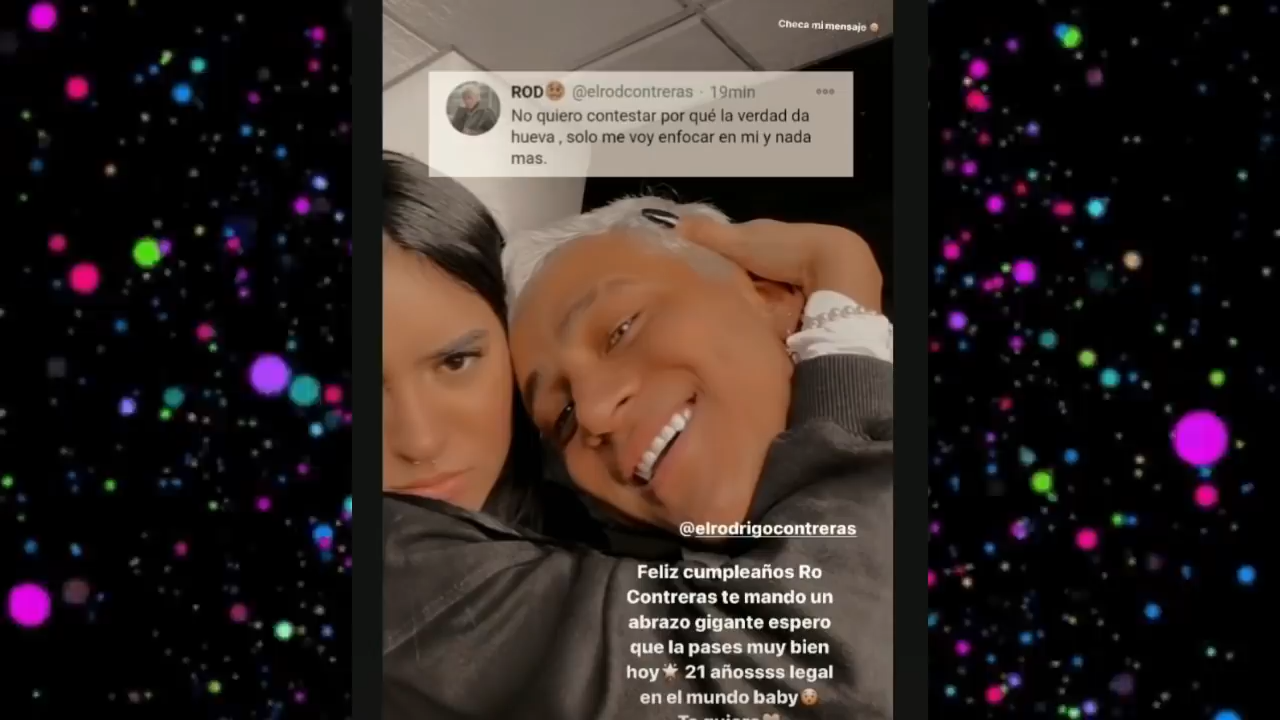 Checa mi mensaje
ROD @elrodcontreras · 19min
No quiero contestar por qué la verdad da
hueva , solo me voy enfocar en mi y nada
mas.
@elrodrigocontreras
Feliz cumpleaños Ro
Contreras te mando un
abrazo gigante espero
que la pases muy bien
hoy 21 añossss legal
en el mundo baby
Te quiero